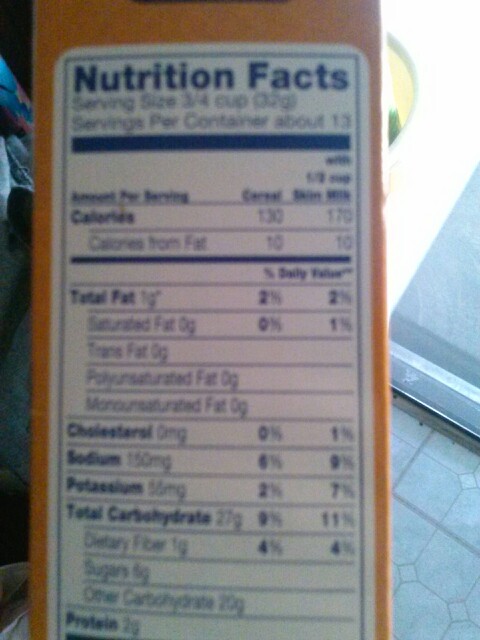 Nutrition Facts
Serving Size 3/4 cup (32g)
Servings Per Container about 13
with
1/2 cup
Amount Per Serving Cereal Skim Milk
Calories 130 170
Calories from Fat 10 10
% Daily Value**
Total Fat 1g* 2% 2%
Saturated Fat 0g 0% 1%
Trans Fat 0g
Polyunsaturated Fat 0g
Monounsaturated Fat 0g
Cholesterol 0mg 0% 1%
Sodium 150mg 6% 9%
Potassium 55mg 2% 7%
Total Carbohydrate 27g 9% 11%
Dietary Fiber 1g 4% 4%
Sugars 6g
Other Carbohydrate 20g
Protein 2g